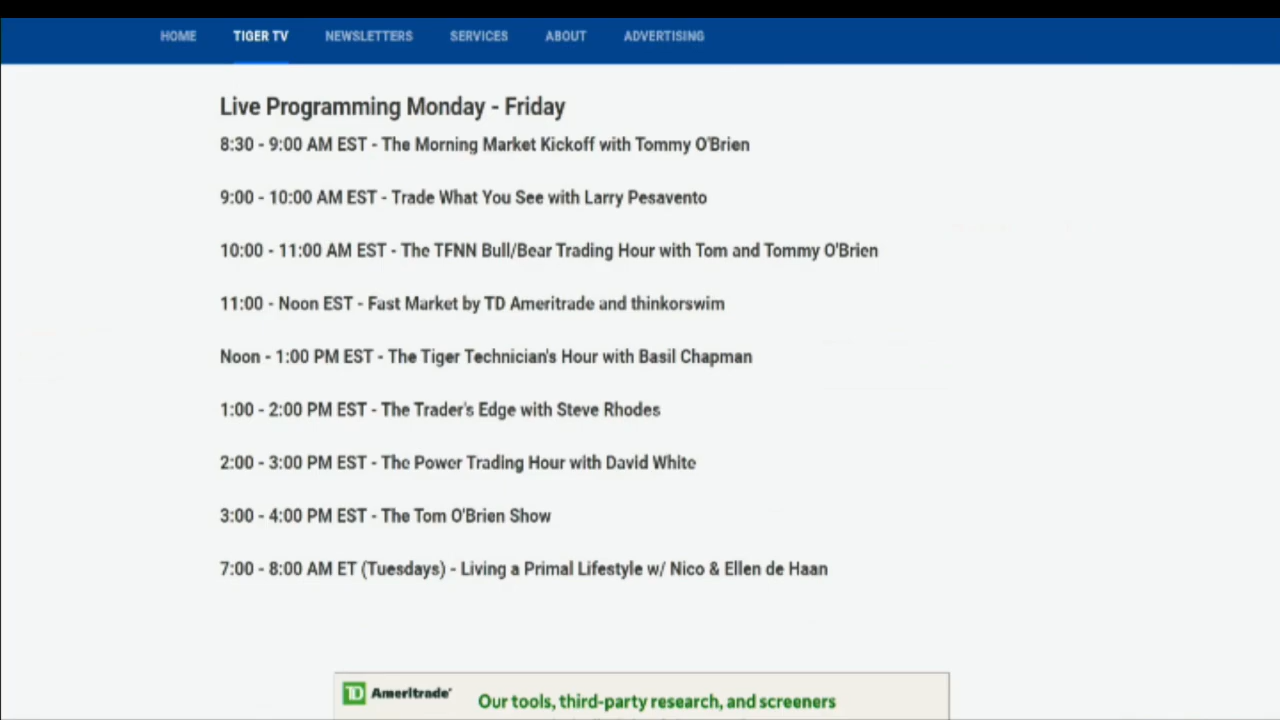 HOME TIGER TV NEWSLETTERS SERVICES ABOUT ADVERTISING
Live Programming Monday - Friday
8:30 - 9:00 AM EST - The Morning Market Kickoff with Tommy O'Brien
9:00 - 10:00 AM EST - Trade What You See with Larry Pesavento
10:00 - 11:00 AM EST - The TFNN Bull/Bear Trading Hour with Tom and Tommy O'Brien
11:00 - Noon EST - Fast Market by TD Ameritrade and thinkorswim
Noon - 1:00 PM EST - The Tiger Technician's Hour with Basil Chapman
1:00 - 2:00 PM EST - The Trader's Edge with Steve Rhodes
2:00 - 3:00 PM EST - The Power Trading Hour with David White
3:00 - 4:00 PM EST - The Tom O'Brien Show
7:00 - 8:00 AM ET (Tuesdays) - Living a Primal Lifestyle w/ Nico & Ellen de Haan
TD Ameritrade
Our tools, third-party research, and screeners